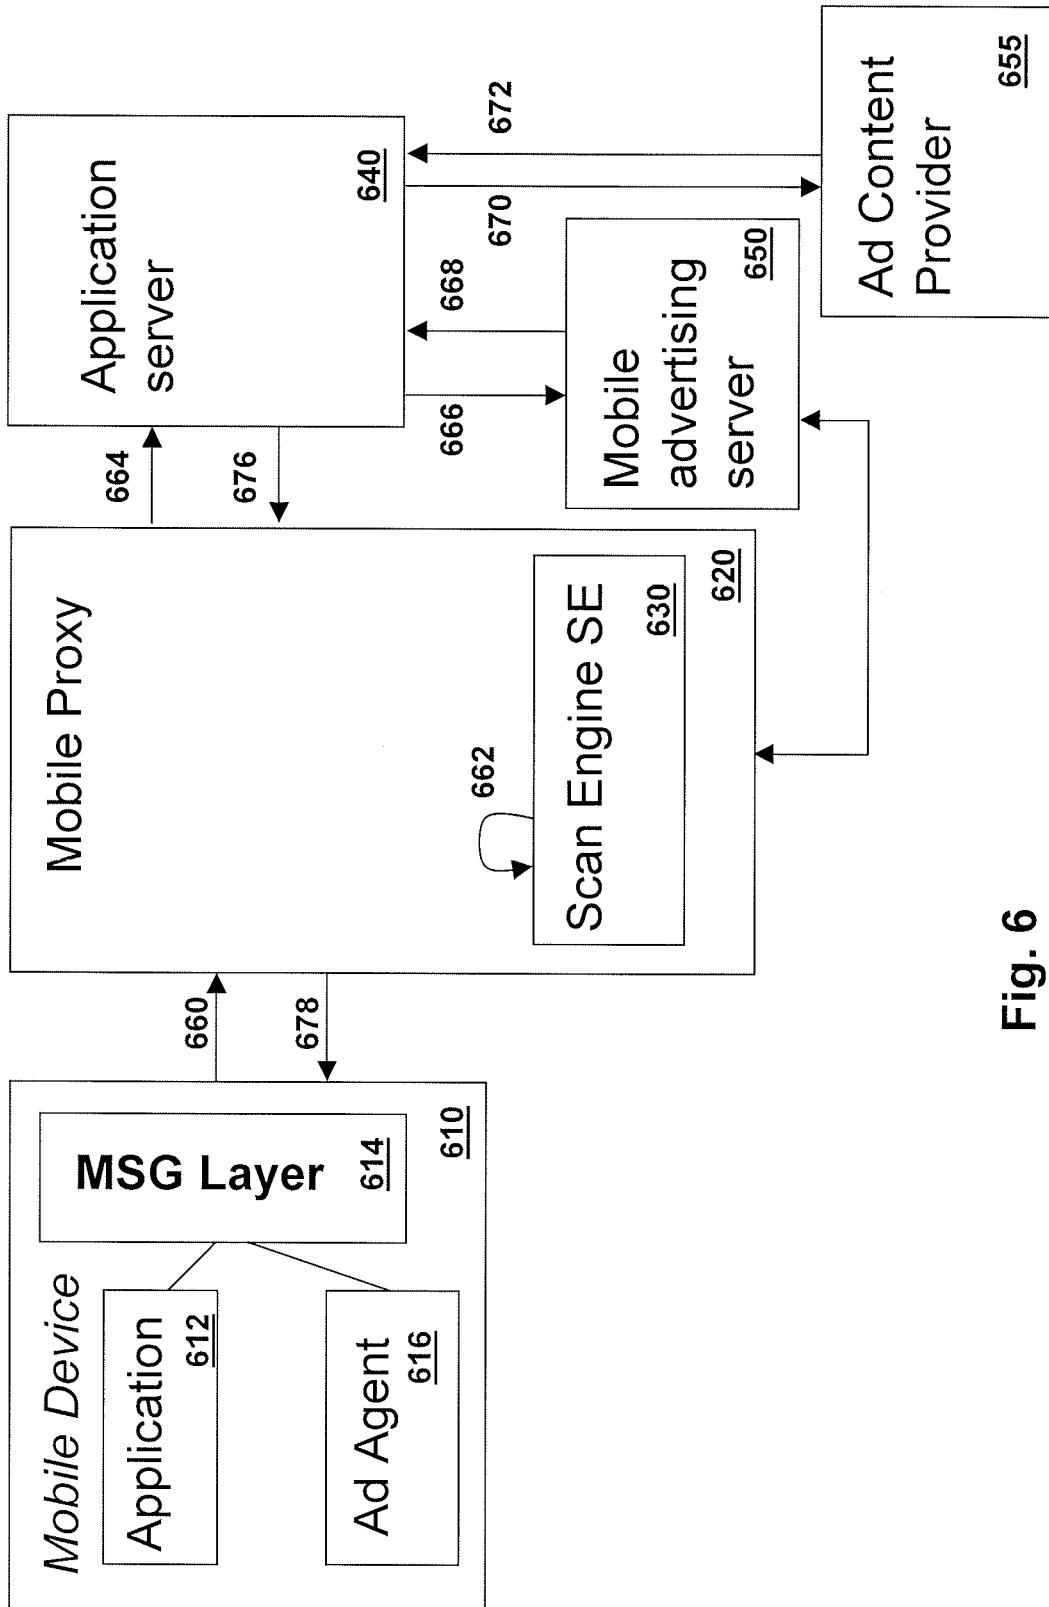 Mobile Device
Application
612
Ad Agent
616
MSG Layer
614
610
660
678
Mobile Proxy
662
Scan Engine SE
630
620
664
676
Application
server
640
666
668
670
672
Mobile
advertising
server
650
Ad Content
Provider
655
Fig. 6